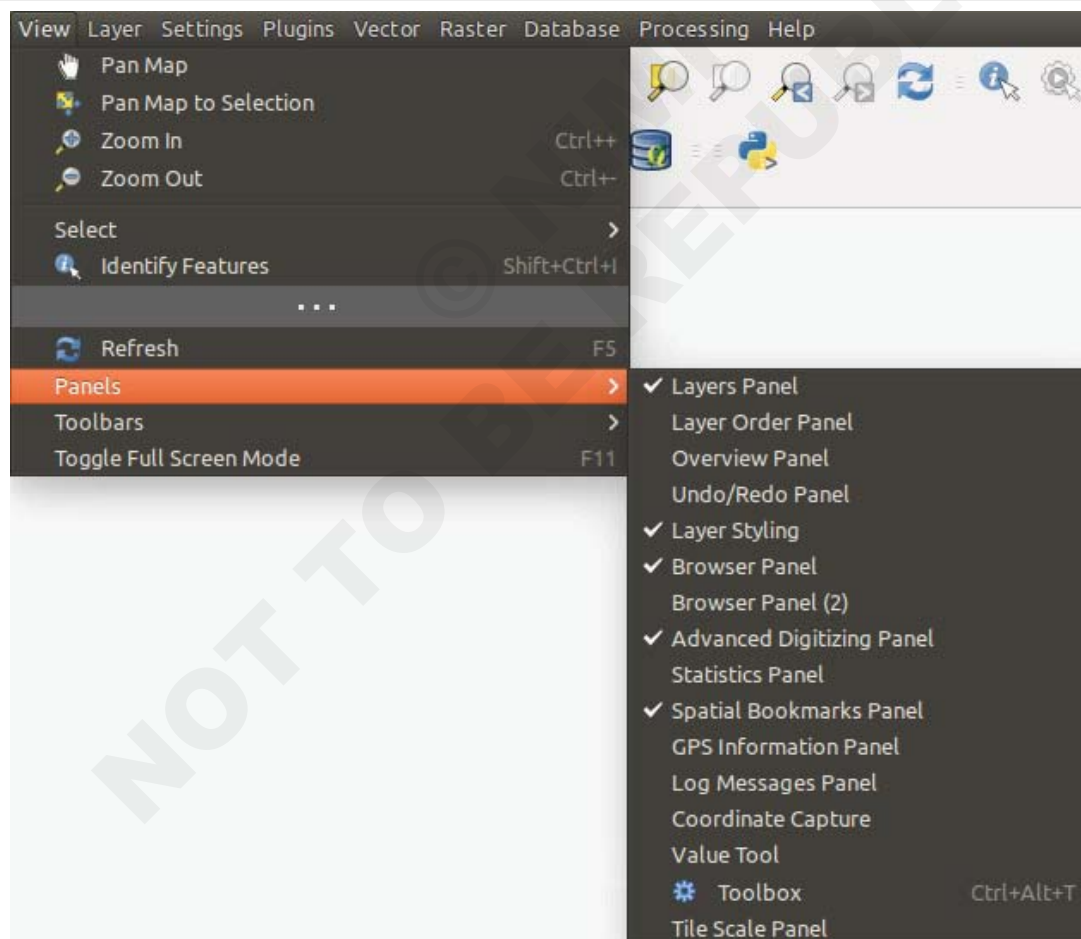 View Layer Settings Plugins Vector Raster Database Processing Help
Pan Map
Pan Map to Selection
Zoom In Ctrl++
Zoom Out Ctrl+-
Select
Identify Features Shift+Ctrl+I
...
Refresh F5
Panels
Toolbars
Toggle Full Screen Mode F11
Layers Panel
Layer Order Panel
Overview Panel
Undo/Redo Panel
Layer Styling
Browser Panel
Browser Panel (2)
Advanced Digitizing Panel
Statistics Panel
Spatial Bookmarks Panel
GPS Information Panel
Log Messages Panel
Coordinate Capture
Value Tool
Toolbox Ctrl+Alt+T
Tile Scale Panel
NOT TO BE